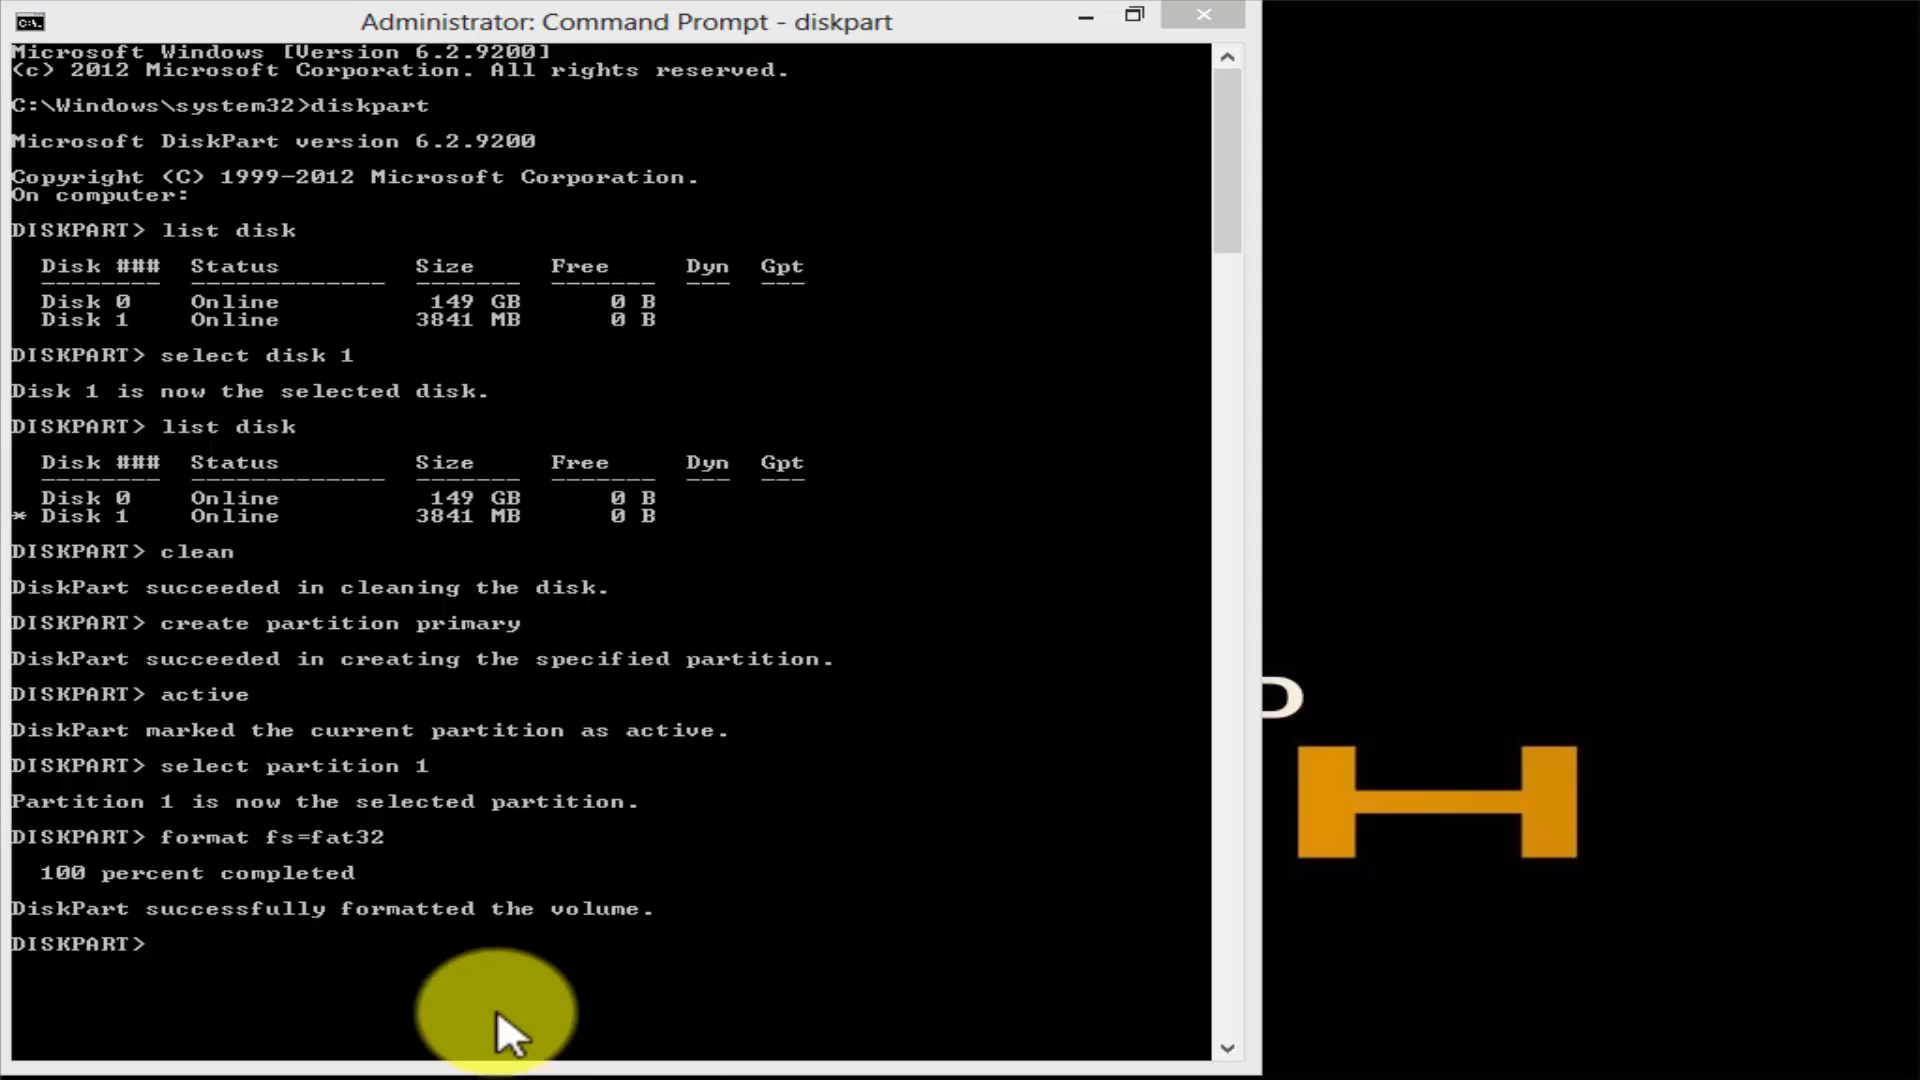 Administrator: Command Prompt - diskpart
Microsoft Windows [Version 6.2.9200]
(c) 2012 Microsoft Corporation. All rights reserved.
C:\Windows\system32>diskpart
Microsoft DiskPart version 6.2.9200
Copyright (C) 1999-2012 Microsoft Corporation.
On computer:
DISKPART> list disk
Disk ### Status Size Free Dyn Gpt
-------- ------------- ------- ------- --- ---
Disk 0 Online 149 GB 0 B
Disk 1 Online 3841 MB 0 B
DISKPART> select disk 1
Disk 1 is now the selected disk.
DISKPART> list disk
Disk ### Status Size Free Dyn Gpt
-------- ------------- ------- ------- --- ---
Disk 0 Online 149 GB 0 B
* Disk 1 Online 3841 MB 0 B
DISKPART> clean
DiskPart succeeded in cleaning the disk.
DISKPART> create partition primary
DiskPart succeeded in creating the specified partition.
DISKPART> active
DiskPart marked the current partition as active.
DISKPART> select partition 1
Partition 1 is now the selected partition.
DISKPART> format fs=fat32
100 percent completed
DiskPart successfully formatted the volume.
DISKPART>